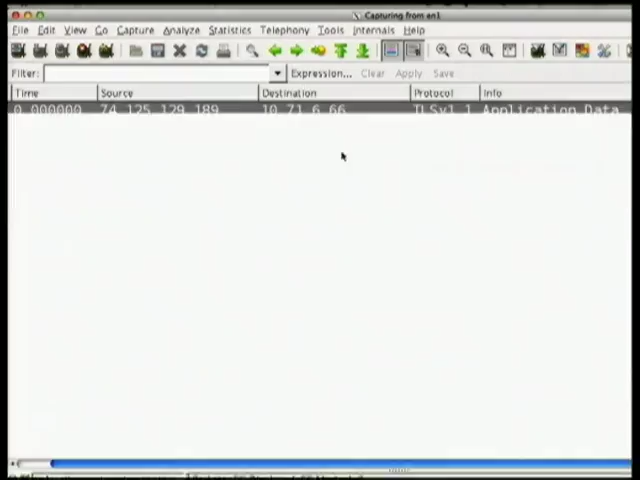 Capturing from en1
File Edit View Go Capture Analyze Statistics Telephony Tools Internals Help
Filter: Expression... Clear Apply Save
Time Source Destination Protocol Info
0.000000 74.125.129.189 10.71.6.66 TLSv1.1 Application Data